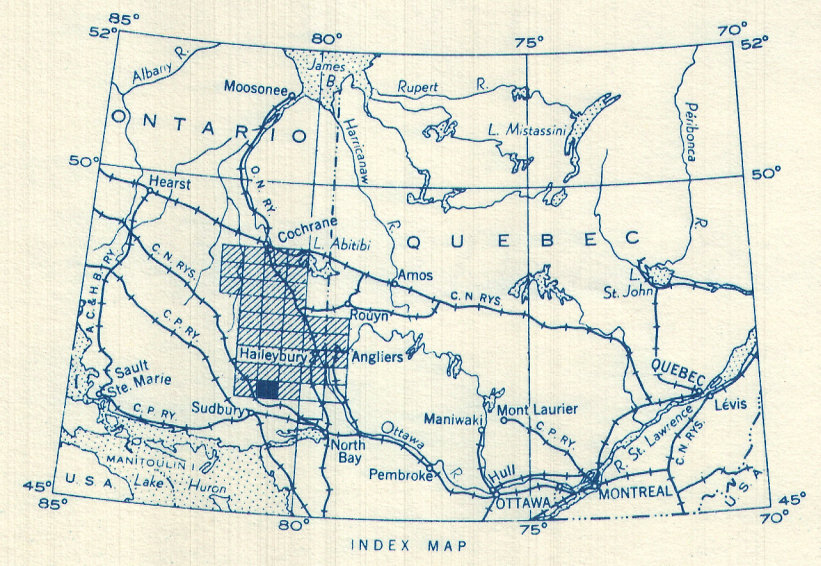 85°
52°
80°
75°
70°
52°
Albany R.
James
B.
Moosonee
Rupert R.
ONTARIO
Harricanaw
R.
L. Mistassini
Péribonca
R.
50°
50°
Hearst
O. N. RY
Cochrane
L. Abitibi
QUEBEC
C. N. RYS.
A. C. & H. B. RY
Amos
C. N. RYS.
L.
St. John
C. P. RY
Rouyn
Haileybury
Angliers
Sault
Ste. Marie
QUEBEC
Lévis
C. P. RY.
Sudbury
Maniwaki
Mont Laurier
Ottawa
R.
C. P. RY
R. St. Lawrence
C. N. RYS.
North
Bay
MANITOULIN I
Pembroke
Hull
U. S. A.
Lake Huron
OTTAWA
MONTREAL
U. S. A.
45°
85°
80°
75°
45°
70°
INDEX MAP